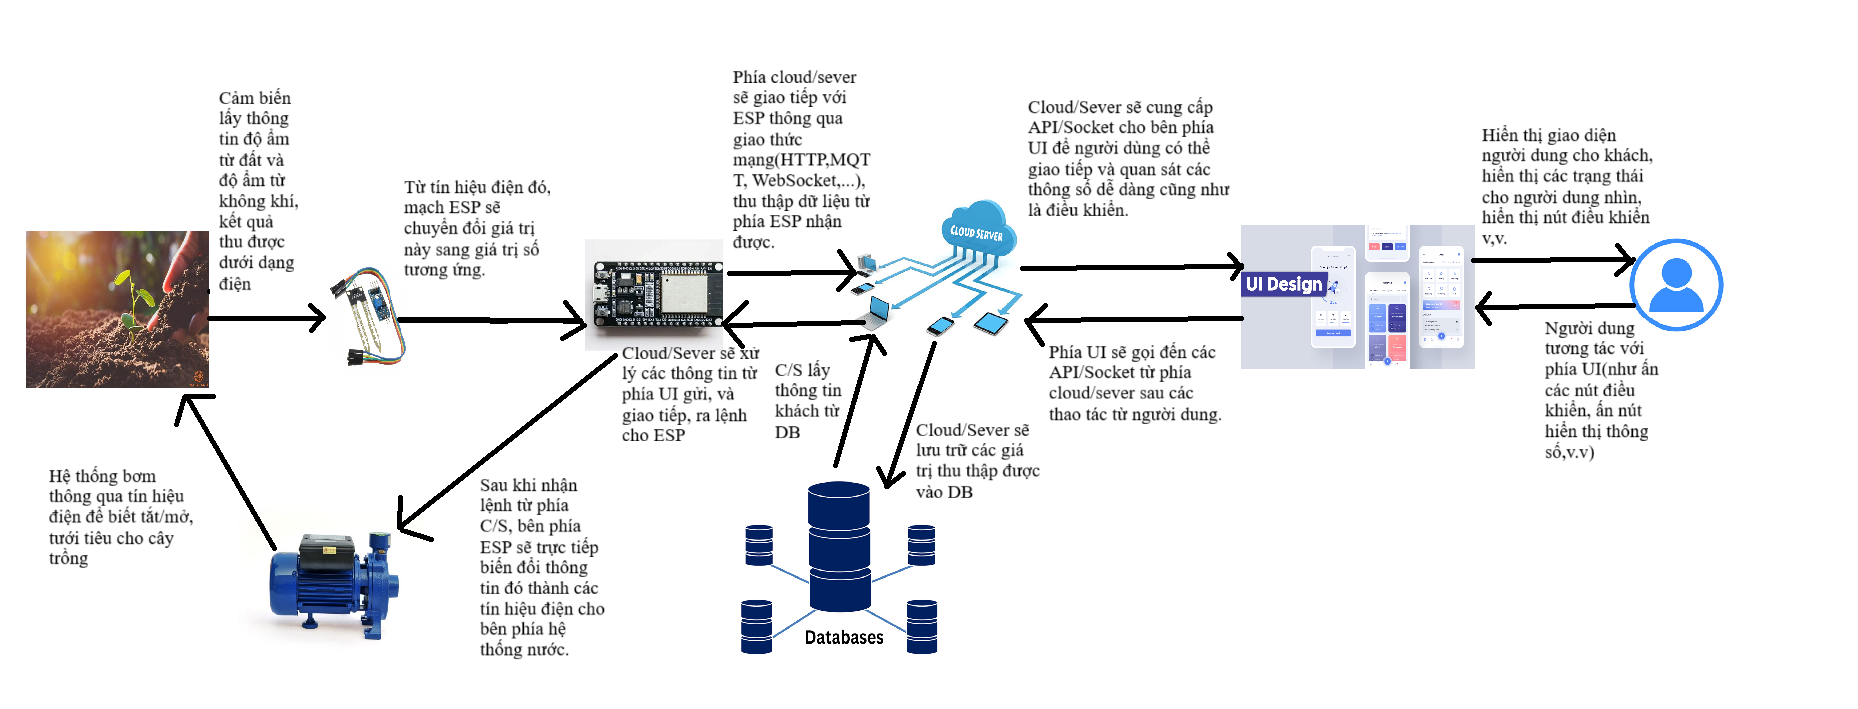 Cảm biến
lấy thông
tin độ ẩm
từ đất và
độ ẩm từ
không khí,
kết quả
thu được
dưới dạng
điện
Từ tín hiệu điện đó,
mạch ESP sẽ
chuyển đổi giá trị
này sang giá trị số
tương ứng.
Phía cloud/sever
sẽ giao tiếp với
ESP thông qua
giao thức
mạng(HTTP,MQT
T, WebSocket,...),
thu thập dữ liệu từ
phía ESP nhận
được.
Cloud/Sever sẽ cung cấp
API/Socket cho bên phía
UI để người dùng có thể
giao tiếp và quan sát các
thông số dễ dàng cũng như
là điều khiển.
Hiển thị giao diện
người dung cho khách,
hiển thị các trạng thái
cho người dung nhìn,
hiển thị nút điều khiển
v,v.
CLOUD SERVER
UI Design
Cloud/Sever sẽ xử
lý các thông tin từ
phía UI gửi, và
giao tiếp, ra lệnh
cho ESP
C/S lấy
thông tin
khách từ
DB
Cloud/Sever sẽ
lưu trữ các giá
trị thu thập được
vào DB
Phía UI sẽ gọi đến các
API/Socket từ phía
cloud/sever sau các
thao tác từ người dung.
Người dung
tương tác với
phía UI(như ấn
các nút điều
khiển, ấn nút
hiển thị thông
số,v.v)
Hệ thống bơm
thông qua tín hiệu
điện để biết tắt/mở,
tưới tiêu cho cây
trồng
Sau khi nhận
lệnh từ phía
C/S, bên phía
ESP sẽ trực tiếp
biến đổi thông
tin đó thành các
tín hiệu điện cho
bên phía hệ
thống nước.
Databases